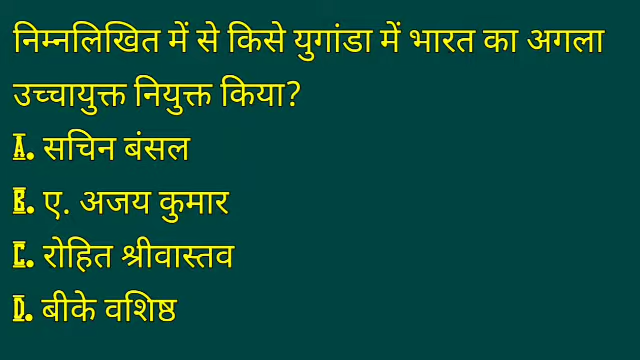 निम्नलिखित में से किसे युगांडा में भारत का अगला
उच्चायुक्त नियुक्त किया?
A. सचिन बंसल
B. ए. अजय कुमार
C. रोहित श्रीवास्तव
D. बीके वशिष्ठ